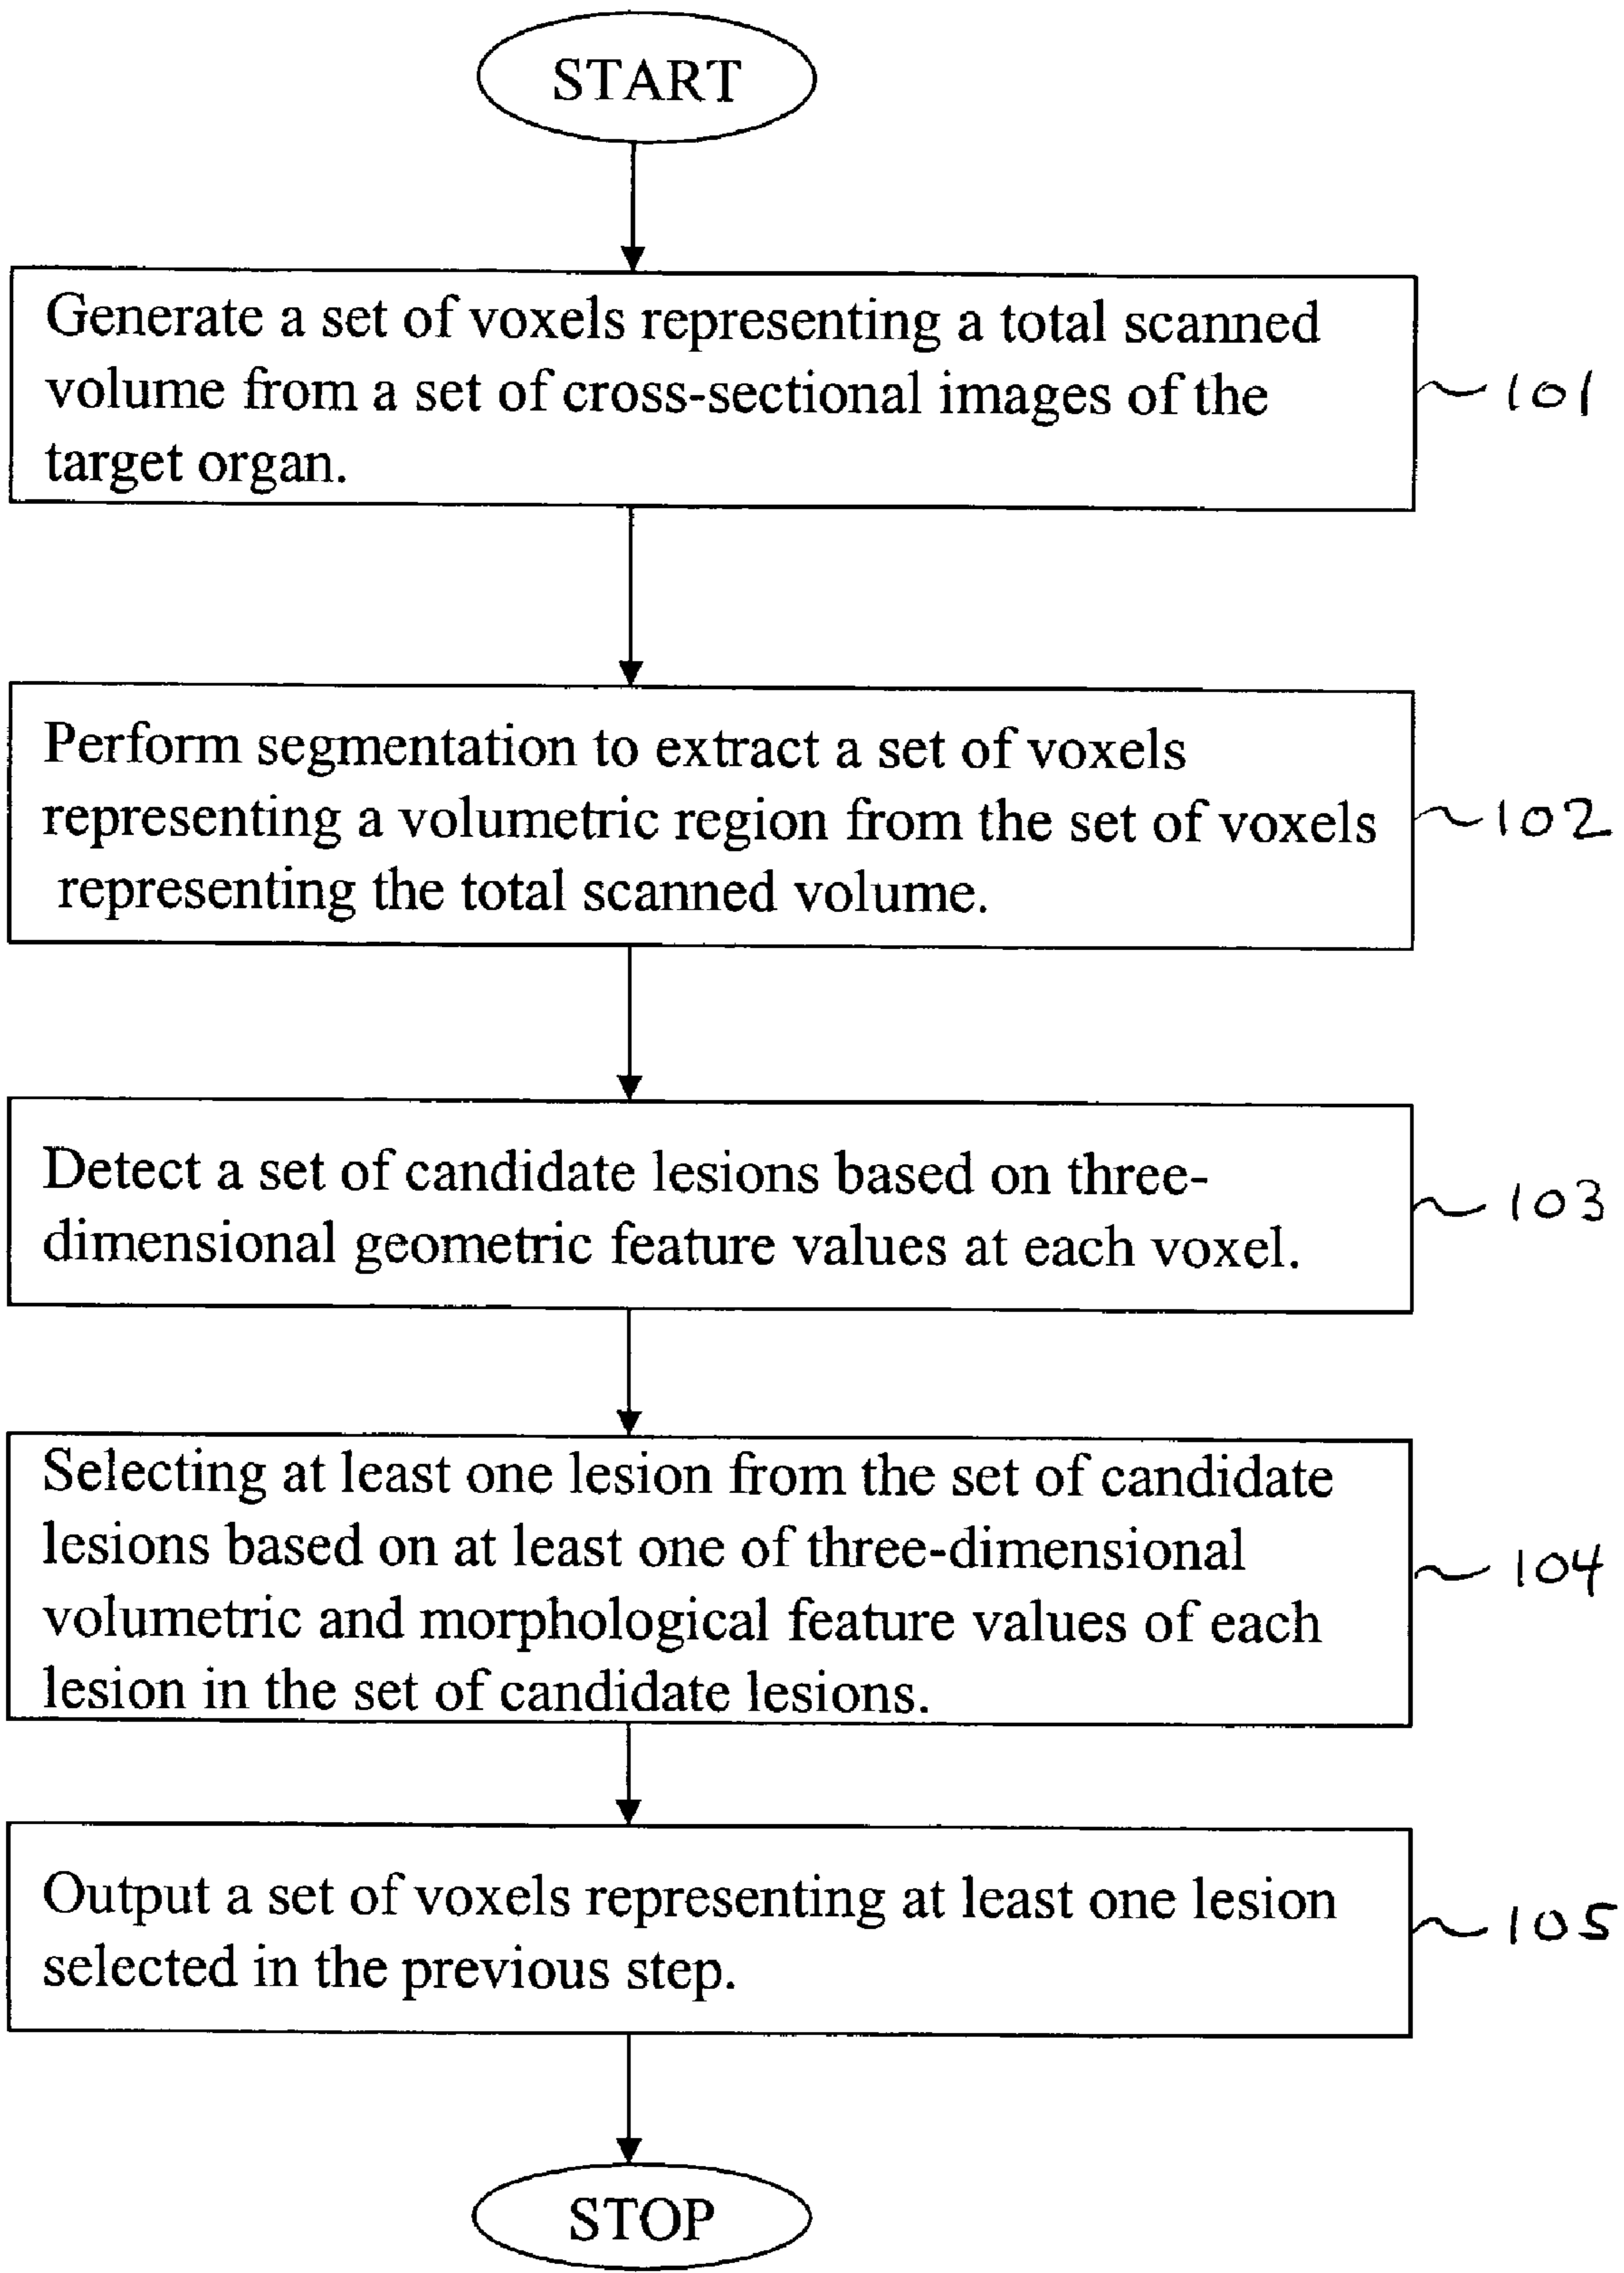 START
Generate a set of voxels representing a total scanned
volume from a set of cross-sectional images of the
target organ.
101
Perform segmentation to extract a set of voxels
representing a volumetric region from the set of voxels
representing the total scanned volume.
102
Detect a set of candidate lesions based on three-
dimensional geometric feature values at each voxel.
103
Selecting at least one lesion from the set of candidate
lesions based on at least one of three-dimensional
volumetric and morphological feature values of each
lesion in the set of candidate lesions.
104
Output a set of voxels representing at least one lesion
selected in the previous step.
105
STOP